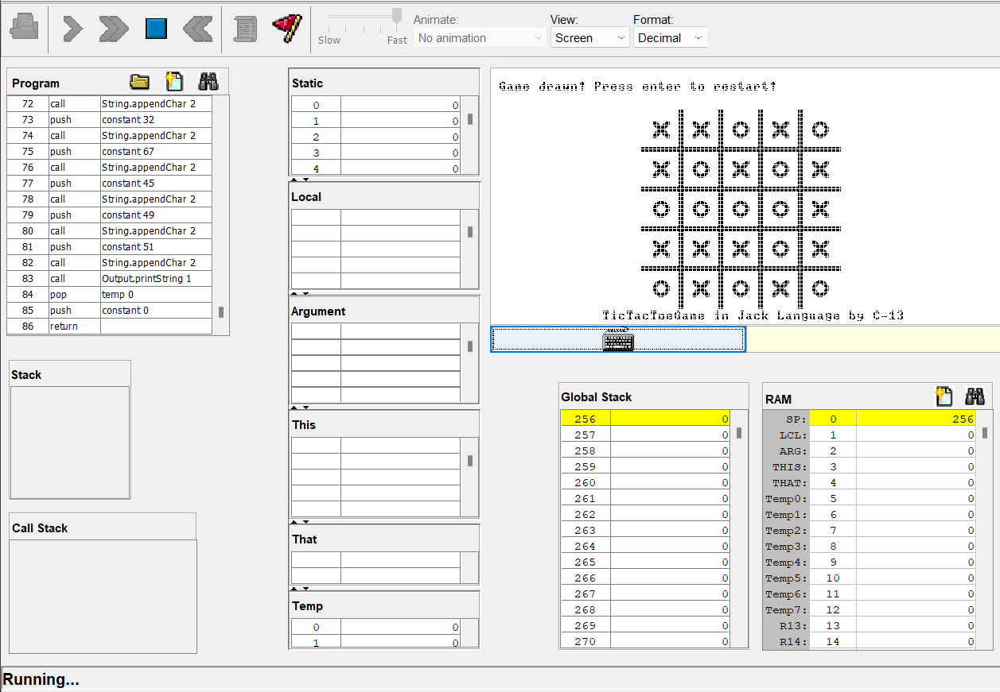 Slow Fast
Animate:
No animation
View:
Screen
Format:
Decimal
Program
72 call String.appendChar 2
73 push constant 32
74 call String.appendChar 2
75 push constant 67
76 call String.appendChar 2
77 push constant 45
78 call String.appendChar 2
79 push constant 49
80 call String.appendChar 2
81 push constant 51
82 call String.appendChar 2
83 call Output.printString 1
84 pop temp 0
85 push constant 0
86 return
Stack
Call Stack
Static
0 0
1 0
2 0
3 0
4 0
Local
Argument
This
That
Temp
0 0
1 0
Game drawn! Press enter to restart!
X X O X O
X O X O X
O O O O X
X X X O X
O X O X O
TicTacToeGame in Jack Language by C-13
Global Stack
256 0
257 0
258 0
259 0
260 0
261 0
262 0
263 0
264 0
265 0
266 0
267 0
268 0
269 0
270 0
RAM
SP: 0 256
LCL: 1 0
ARG: 2 0
THIS: 3 0
THAT: 4 0
Temp0: 5 0
Temp1: 6 0
Temp2: 7 0
Temp3: 8 0
Temp4: 9 0
Temp5: 10 0
Temp6: 11 0
Temp7: 12 0
R13: 13 0
R14: 14 0
Running...